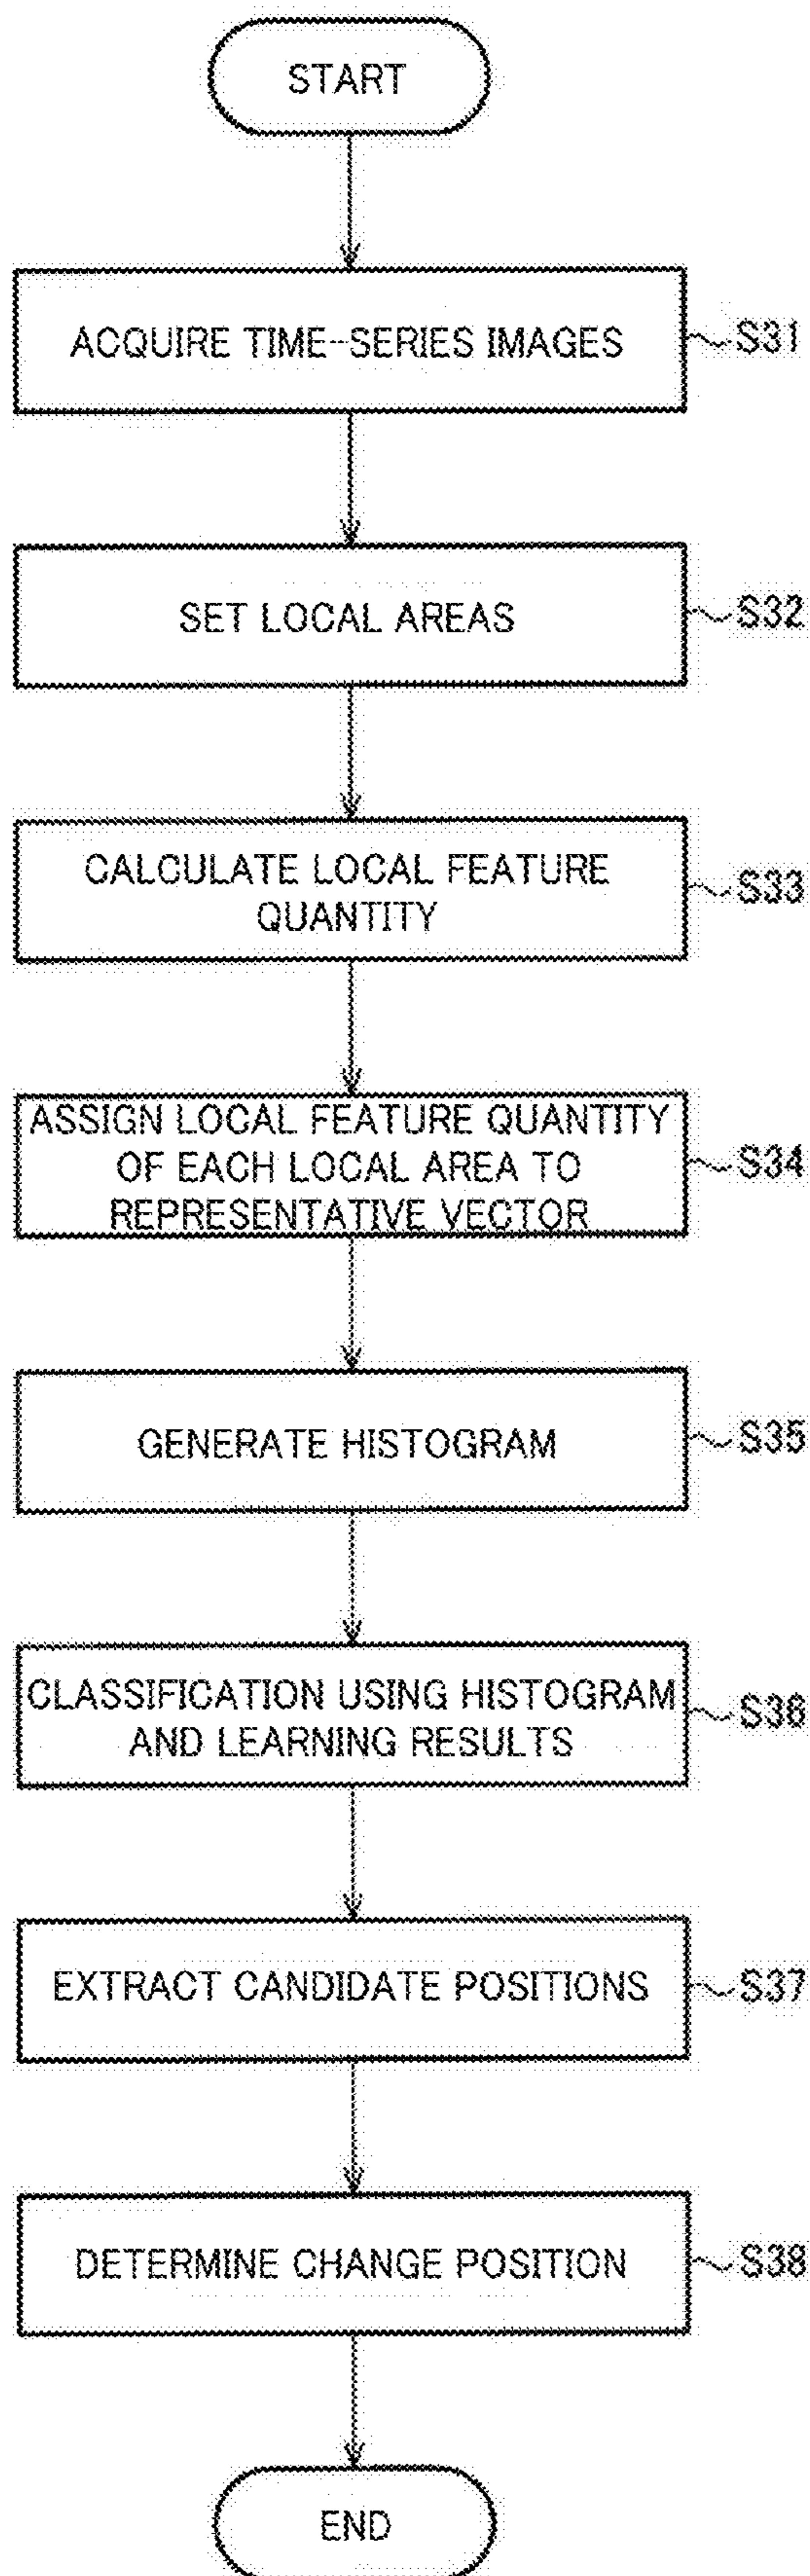 START
ACQUIRE TIME-SERIES IMAGES
S31
SET LOCAL AREAS
S32
CALCULATE LOCAL FEATURE
QUANTITY
S33
ASSIGN LOCAL FEATURE QUANTITY
OF EACH LOCAL AREA TO
REPRESENTATIVE VECTOR
S34
GENERATE HISTOGRAM
S35
CLASSIFICATION USING HISTOGRAM
AND LEARNING RESULTS
S36
EXTRACT CANDIDATE POSITIONS
S37
DETERMINE CHANGE POSITION
S38
END